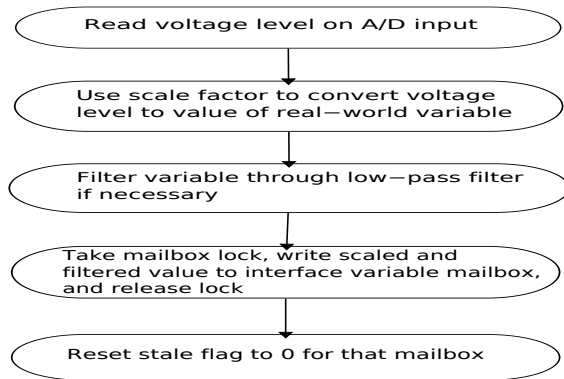 Read voltage level on A/D input
Use scale factor to convert voltage
level to value of real−world variable
Filter variable through low−pass filter
if necessary
Take mailbox lock, write scaled and
filtered value to interface variable mailbox,
and release lock
Reset stale flag to 0 for that mailbox